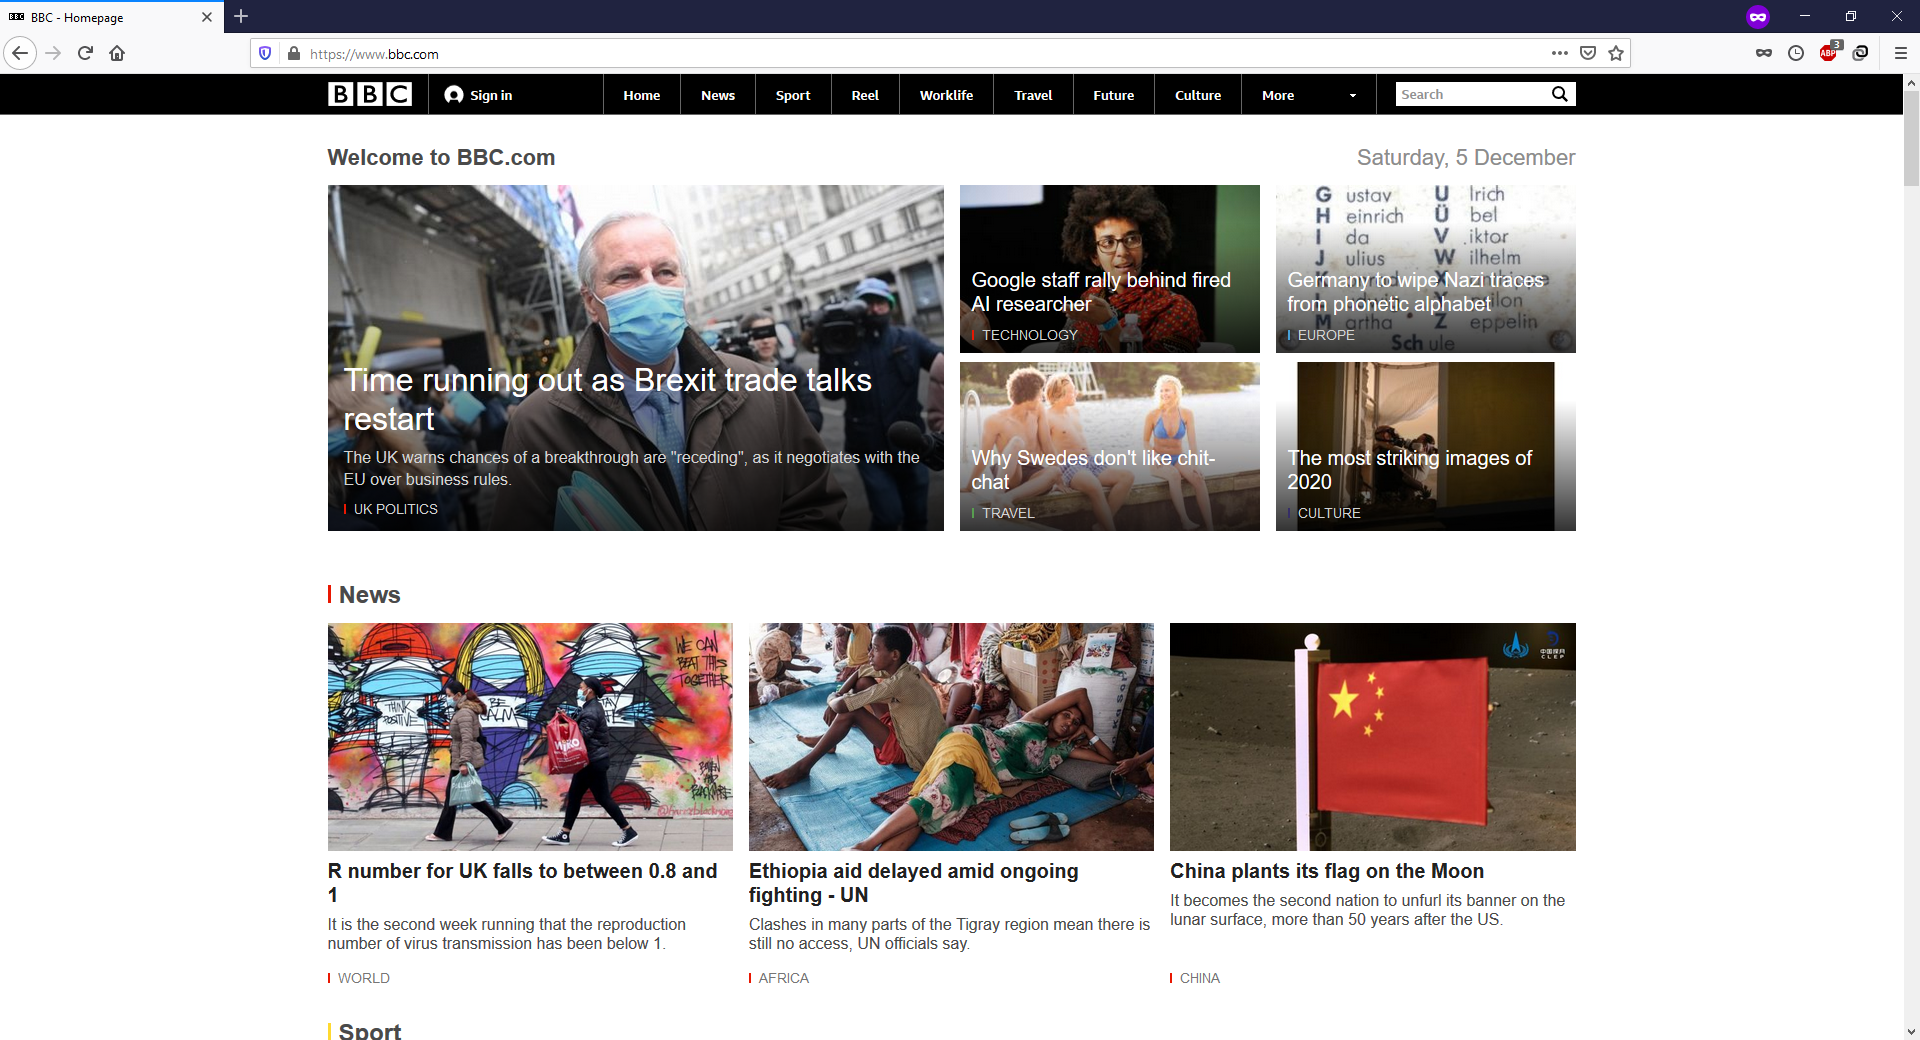 BBC - Homepage
https://www.bbc.com
ABP
3
BBC
Sign in
Home
News
Sport
Reel
Worklife
Travel
Future
Culture
More
Search
Welcome to BBC.com
Saturday, 5 December
Time running out as Brexit trade talks
restart
The UK warns chances of a breakthrough are "receding", as it negotiates with the
EU over business rules.
UK POLITICS
Google staff rally behind fired
AI researcher
TECHNOLOGY
G ustav U lrich
H einrich Ü bel
I da V iktor
J ulius W ilhelm
M artha Z eppelin
Sch ule
Germany to wipe Nazi traces
from phonetic alphabet
EUROPE
Why Swedes don't like chit-
chat
TRAVEL
The most striking images of
2020
CULTURE
News
WE CAN
BEAT THIS
TOGETHER
THINK
POSITIVE
BE
CALM
中国探月
CLEP
R number for UK falls to between 0.8 and
1
It is the second week running that the reproduction
number of virus transmission has been below 1.
WORLD
Ethiopia aid delayed amid ongoing
fighting - UN
Clashes in many parts of the Tigray region mean there is
still no access, UN officials say.
AFRICA
China plants its flag on the Moon
It becomes the second nation to unfurl its banner on the
lunar surface, more than 50 years after the US.
CHINA
Sport